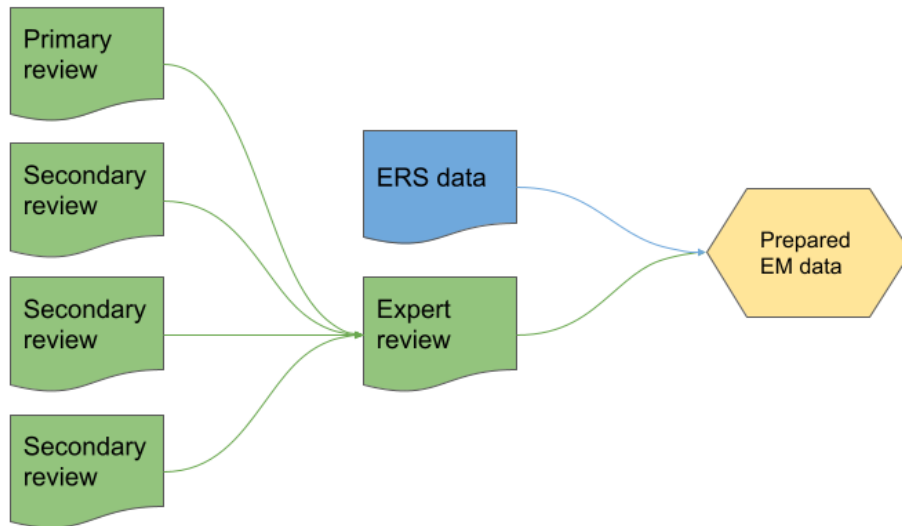 Primary
review
Secondary
review
Secondary
review
Secondary
review
ERS data
Expert
review
Prepared
EM data